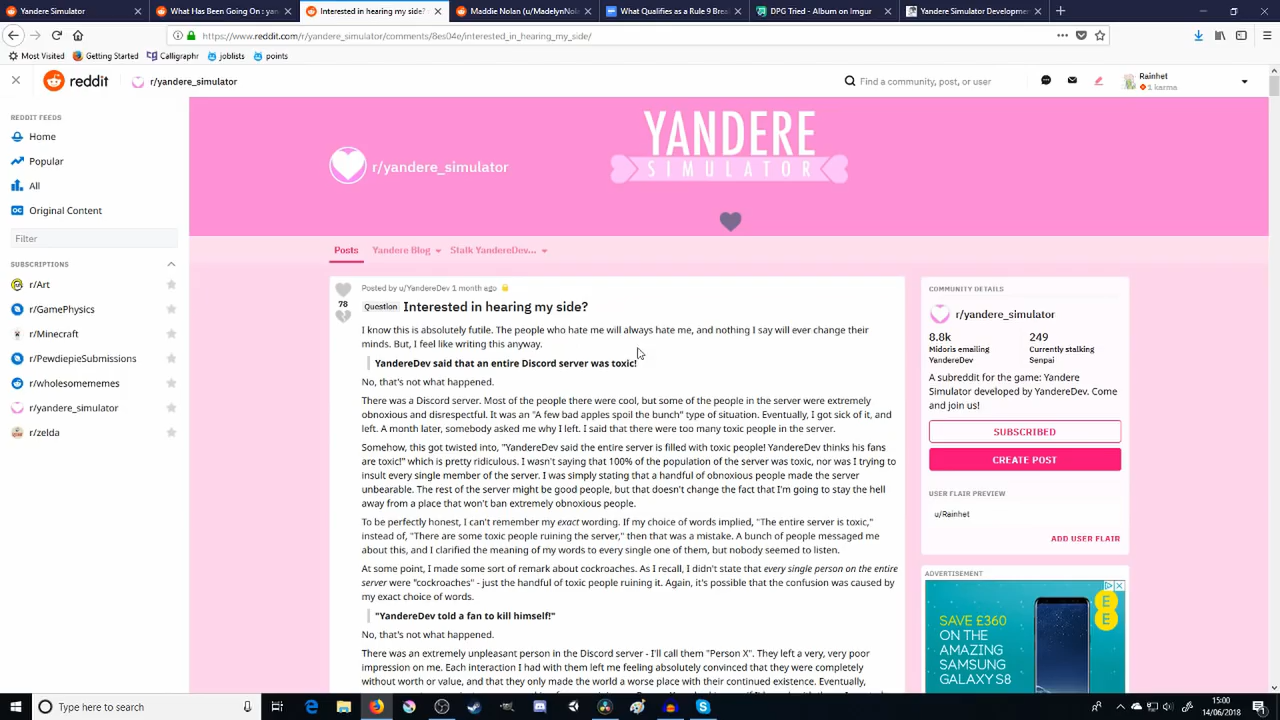 Yandere Simulator
What Has Been Going On : yan
Interested in hearing my side?
Maddie Nolan (u/MadelynNol
What Qualifies as a Rule 9 Brea
DPG Tried - Album on Imgur
Yandere Simulator Developme
https://www.reddit.com/r/yandere_simulator/comments/8es04e/interested_in_hearing_my_side/
Most Visited
Getting Started
Calligraphr
joblists
points
reddit
r/yandere_simulator
Find a community, post, or user
Rainhet
1 karma
REDDIT FEEDS
Home
Popular
All
OC
Original Content
Filter
SUBSCRIPTIONS
r/Art
r/GamePhysics
r/Minecraft
r/PewdiepieSubmissions
r/wholesomememes
r/yandere_simulator
r/zelda
YANDERE
SIMULATOR
r/yandere_simulator
Posts
Yandere Blog
Stalk YandereDev...
Posted by u/YandereDev 1 month ago
78
Question
Interested in hearing my side?
I know this is absolutely futile. The people who hate me will always hate me, and nothing I say will ever change their
minds. But, I feel like writing this anyway.
YandereDev said that an entire Discord server was toxic!
No, that's not what happened.
There was a Discord server. Most of the people there were cool, but some of the people in the server were extremely
obnoxious and disrespectful. It was an "A few bad apples spoil the bunch" type of situation. Eventually, I got sick of it, and
left. A month later, somebody asked me why I left. I said that there were too many toxic people in the server.
Somehow, this got twisted into, "YandereDev said the entire server is filled with toxic people! YandereDev thinks his fans
are toxic!" which is pretty ridiculous. I wasn't saying that 100% of the population of the server was toxic, nor was I trying to
insult every single member of the server. I was simply stating that a handful of obnoxious people made the server
unbearable. The rest of the server might be good people, but that doesn't change the fact that I'm going to stay the hell
away from a place that won't ban extremely obnoxious people.
To be perfectly honest, I can't remember my exact wording. If my choice of words implied, "The entire server is toxic,"
instead of, "There are some toxic people ruining the server," then that was a mistake. A bunch of people messaged me
about this, and I clarified the meaning of my words to every single one of them, but nobody seemed to listen.
At some point, I made some sort of remark about cockroaches. As I recall, I didn't state that every single person on the entire
server were "cockroaches" - just the handful of toxic people ruining it. Again, it's possible that the confusion was caused by
my exact choice of words.
"YandereDev told a fan to kill himself!"
No, that's not what happened.
There was an extremely unpleasant person in the Discord server - I'll call them "Person X". They left a very, very poor
impression on me. Each interaction I had with them left me feeling absolutely convinced that they were completely
without worth or value, and that they only made the world a worse place with their continued existence. Eventually,
COMMUNITY DETAILS
r/yandere_simulator
8.8k
249
Midoris emailing
YandereDev
Currently stalking
Senpai
A subreddit for the game: Yandere
Simulator developed by YandereDev. Come
and join us!
SUBSCRIBED
CREATE POST
USER FLAIR PREVIEW
u/Rainhet
ADD USER FLAIR
ADVERTISEMENT
SAVE £360
ON THE
AMAZING
SAMSUNG
GALAXY S8
EE
Type here to search
15:00
14/06/2018